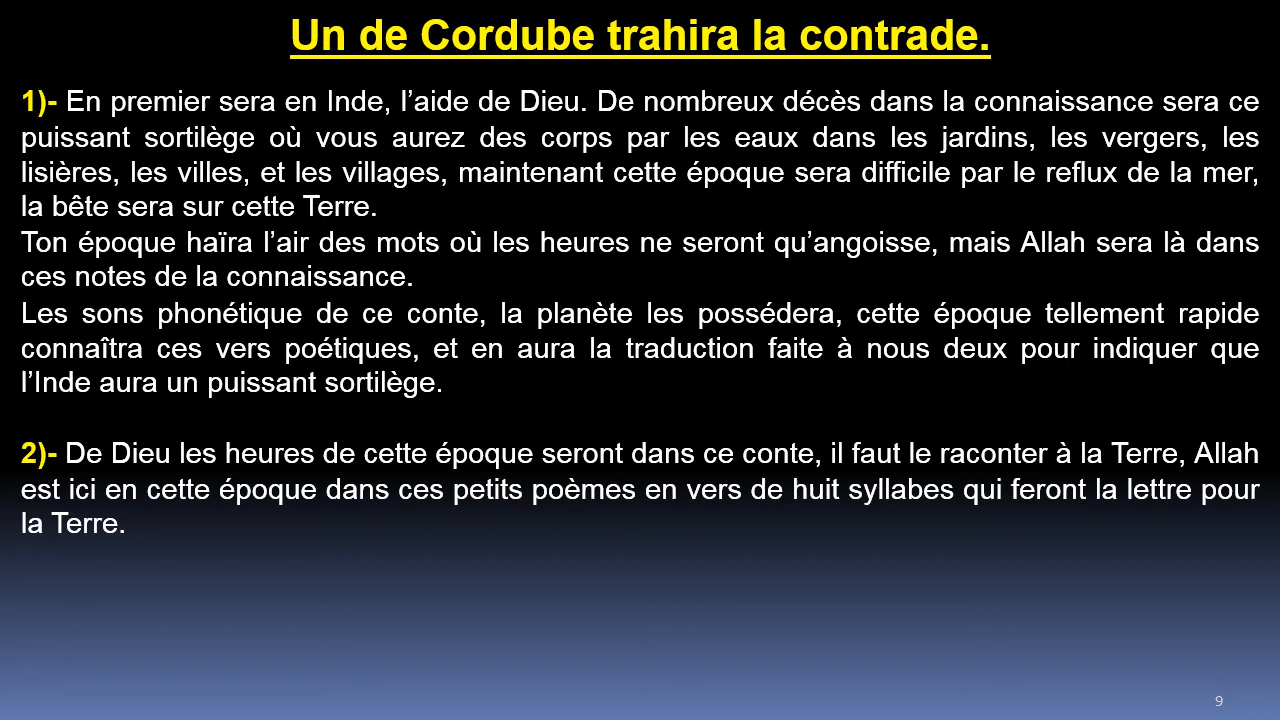 Un de Cordube trahira la contrade.
1)- En premier sera en Inde, l’aide de Dieu. De nombreux décès dans la connaissance sera ce
puissant sortilège où vous aurez des corps par les eaux dans les jardins, les vergers, les
lisières, les villes, et les villages, maintenant cette époque sera difficile par le reflux de la mer,
la bête sera sur cette Terre.
Ton époque haïra l’air des mots où les heures ne seront qu’angoisse, mais Allah sera là dans
ces notes de la connaissance.
Les sons phonétique de ce conte, la planète les possédera, cette époque tellement rapide
connaîtra ces vers poétiques, et en aura la traduction faite à nous deux pour indiquer que
l’Inde aura un puissant sortilège.
2)- De Dieu les heures de cette époque seront dans ce conte, il faut le raconter à la Terre, Allah
est ici en cette époque dans ces petits poèmes en vers de huit syllabes qui feront la lettre pour
la Terre.
9